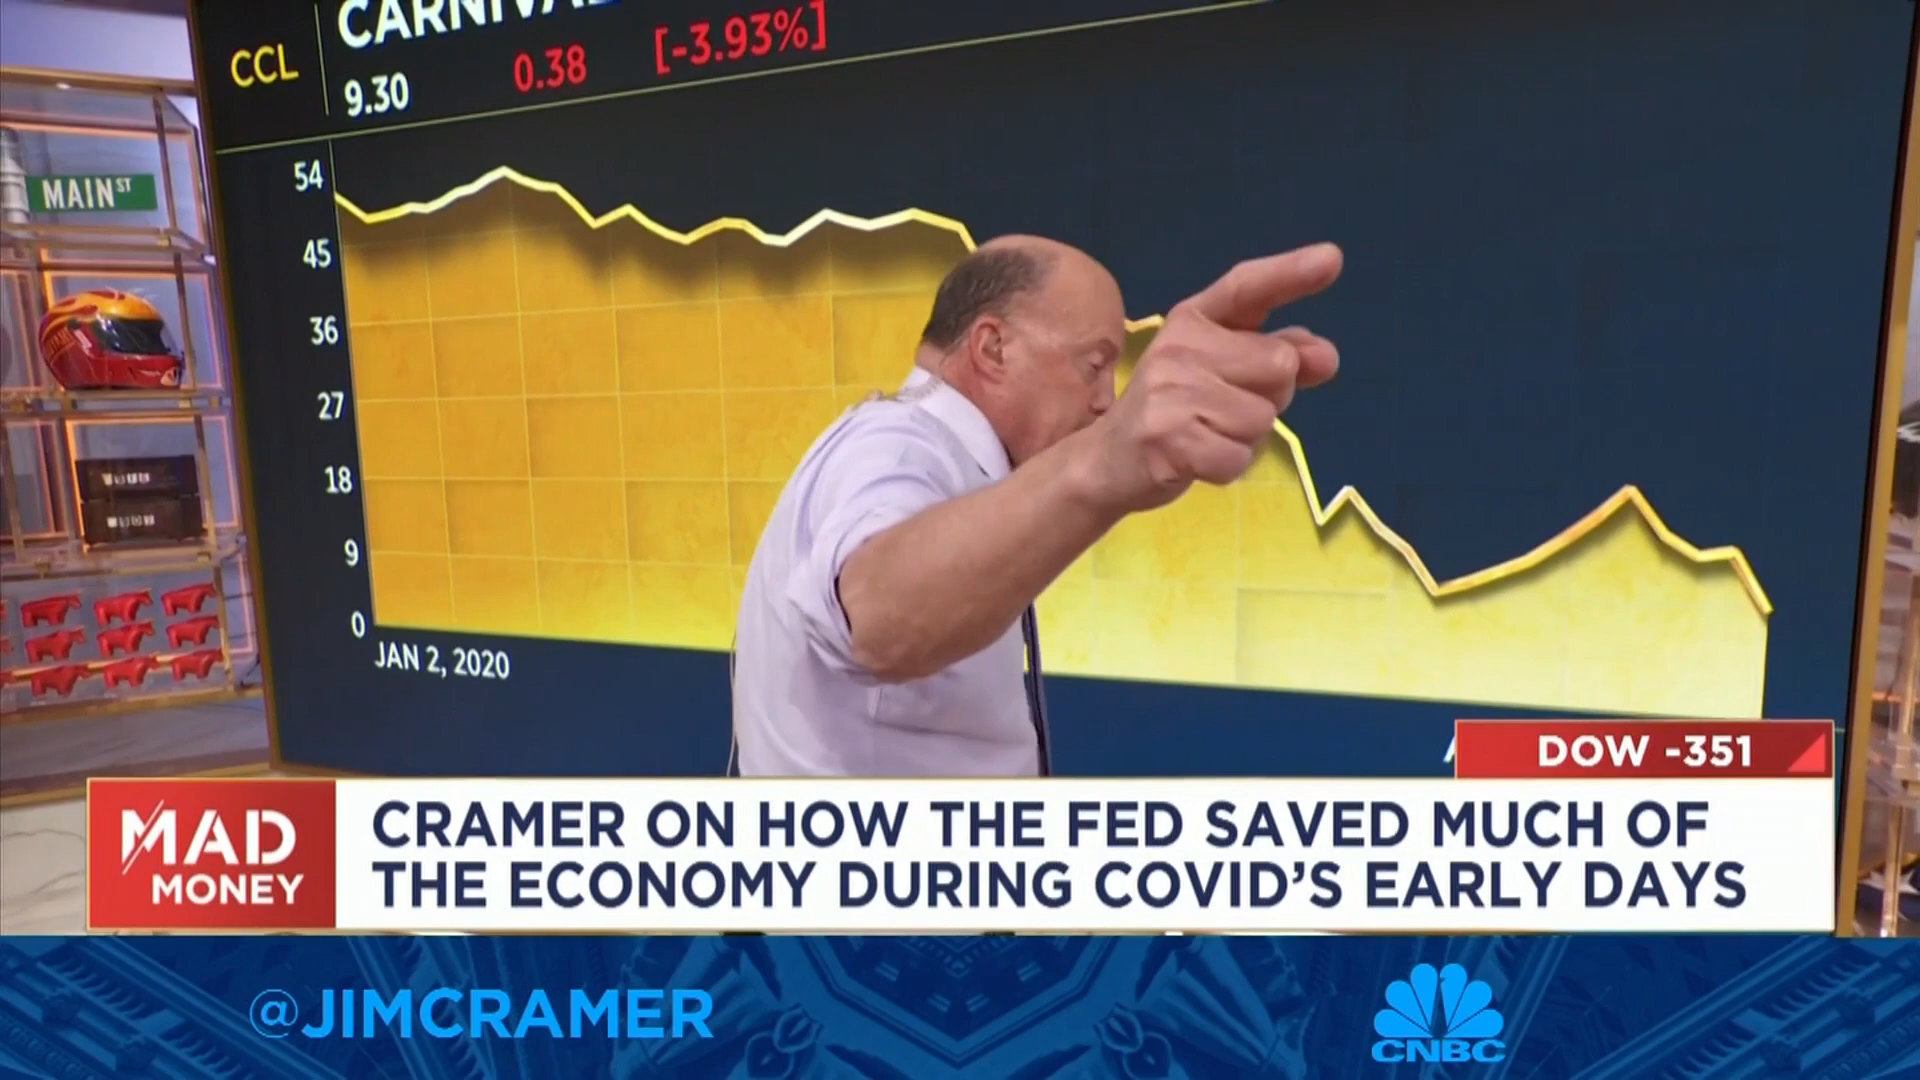 CCL
CARNIVAL
9.30 0.38 [-3.93%]
MAIN ST
54
45
36
27
18
9
0
JAN 2, 2020
DOW -351
MAD
MONEY
CRAMER ON HOW THE FED SAVED MUCH OF
THE ECONOMY DURING COVID'S EARLY DAYS
@JIMCRAMER
CNBC